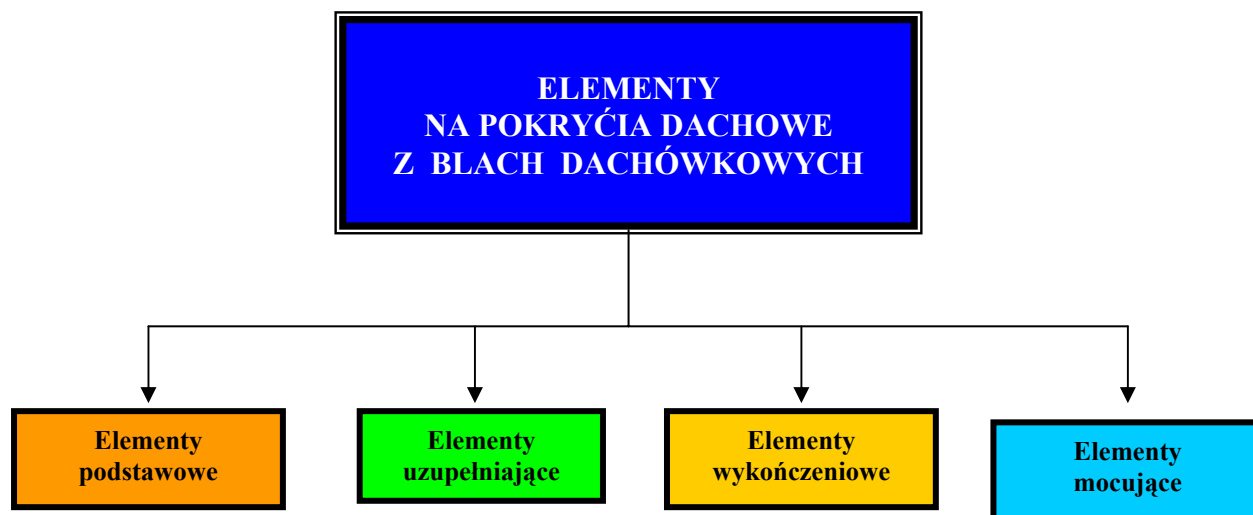 ELEMENTY
NA POKRYĆIA DACHOWE
Z BLACH DACHÓWKOWYCH
Elementy
podstawowe
Elementy
uzupełniające
Elementy
wykończeniowe
Elementy
mocujące